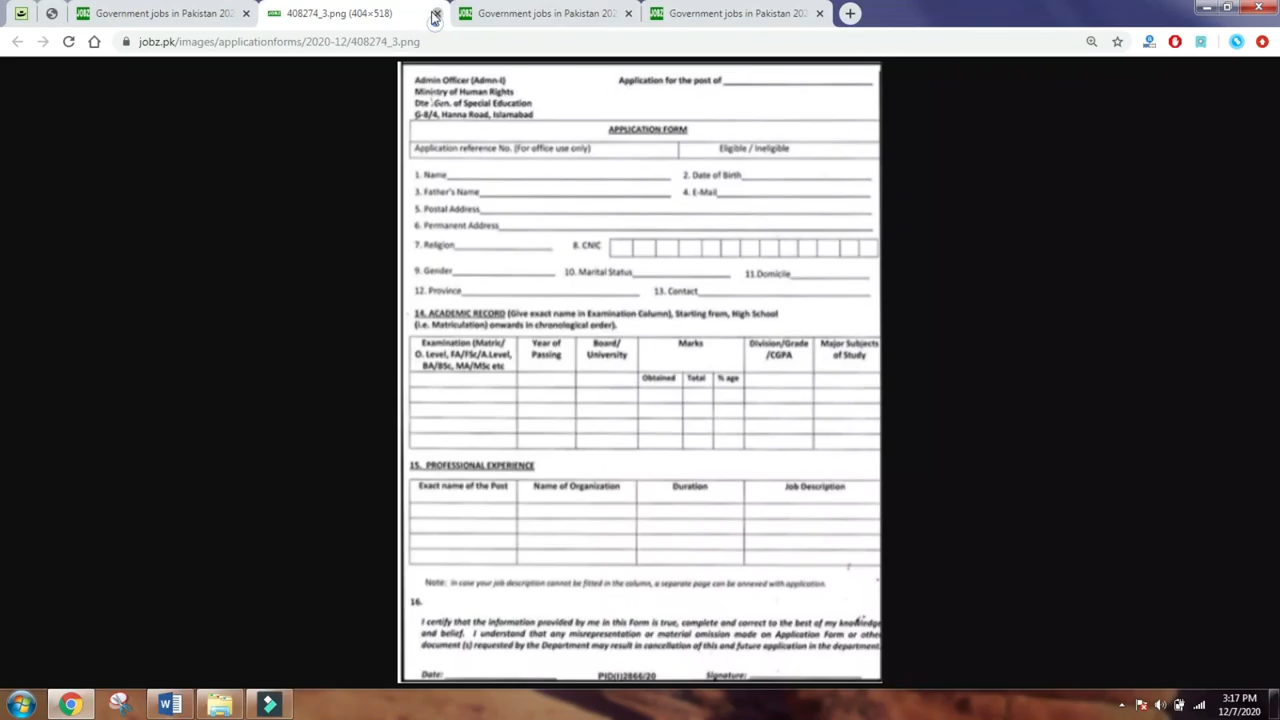 Government jobs in Pakistan 202
408274_3.png (404×518)
Government jobs in Pakistan 202
Government jobs in Pakistan 202
jobz.pk/images/applicationforms/2020-12/408274_3.png
Admin Officer (Admn-I)
Application for the post of
Ministry of Human Rights
Dte :Gen. of Special Education
G-8/4, Hanna Road, Islamabad
APPLICATION FORM
Application reference No. (For office use only)
Eligible / Ineligible
1. Name
2. Date of Birth
3. Father's Name
4. E-Mail
5. Postal Address
6. Permanent Address
7. Religion
8. CNIC
9. Gender
10. Marital Status
11.Domicile
12. Province
13. Contact
14. ACADEMIC RECORD (Give exact name in Examination Column), Starting from, High School
(i.e. Matriculation) onwards in chronological order).
Examination (Matric/
O. Level, FA/FSc/A.Level,
BA/BSc, MA/MSc etc
Year of
Passing
Board/
University
Marks
Division/Grade
/CGPA
Major Subjects
of Study
Obtained
Total
% age
15. PROFESSIONAL EXPERIENCE
Exact name of the Post
Name of Organization
Duration
Job Description
Note: in case your job description cannot be fitted in the column, a separate page can be annexed with application.
16.
I certify that the information provided by me in this Form is true, complete and correct to the best of my knowledge
and belief. I understand that any misrepresentation or material omission made on Application Form or other
document (s) requested by the Department may result in cancellation of this and future application in the department.
Date:
PID(I)2866/20
Signature:
3:17 PM
12/7/2020